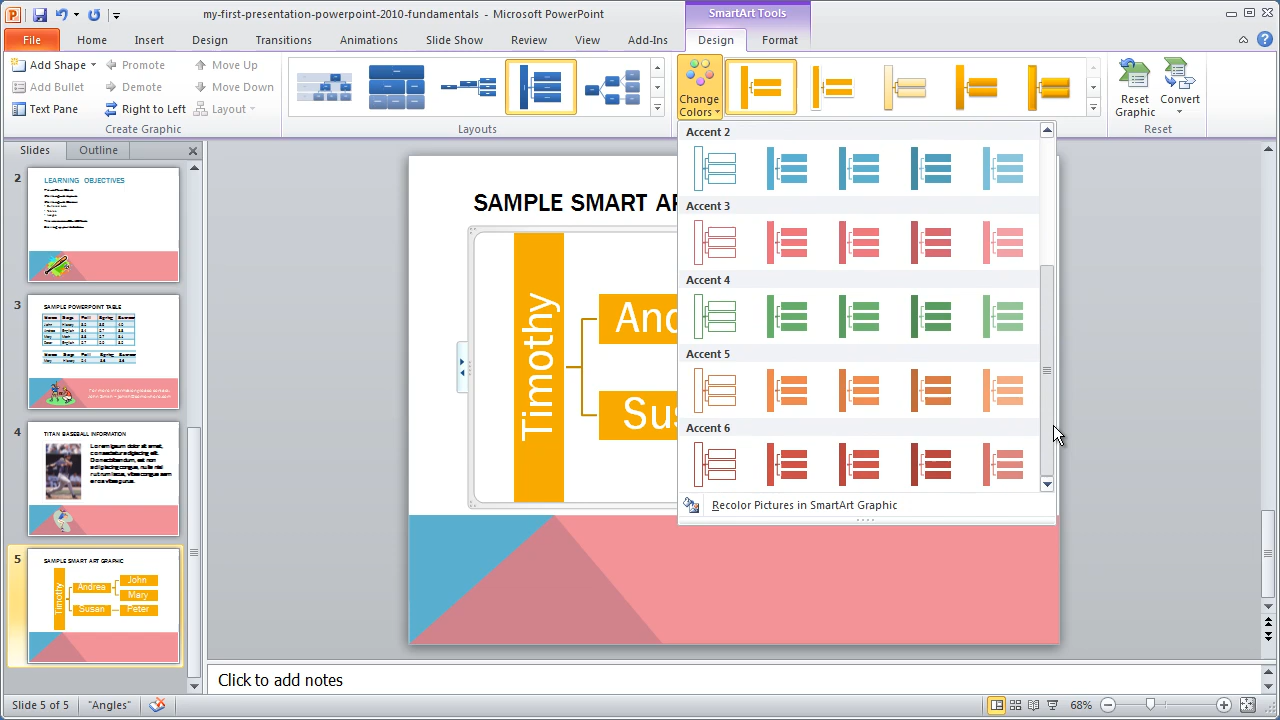 my-first-presentation-powerpoint-2010-fundamentals - Microsoft PowerPoint
SmartArt Tools
File Home Insert Design Transitions Animations Slide Show Review View Add-Ins Design Format
Add Shape Promote Move Up
Add Bullet Demote Move Down
Text Pane Right to Left Layout
Create Graphic
Layouts
Change
Colors
Reset
Graphic
Convert
Reset
Slides Outline
2
LEARNING OBJECTIVES
3
SAMPLE POWERPOINT TABLE
4
TITAN BASEBALL INFORMATION
5
SAMPLE SMART ART GRAPHIC
Timothy
Andrea
John
Mary
Susan
Peter
SAMPLE SMART AR
Timothy
And
Sus
Accent 2
Accent 3
Accent 4
Accent 5
Accent 6
Recolor Pictures in SmartArt Graphic
Click to add notes
Slide 5 of 5 "Angles" 68%